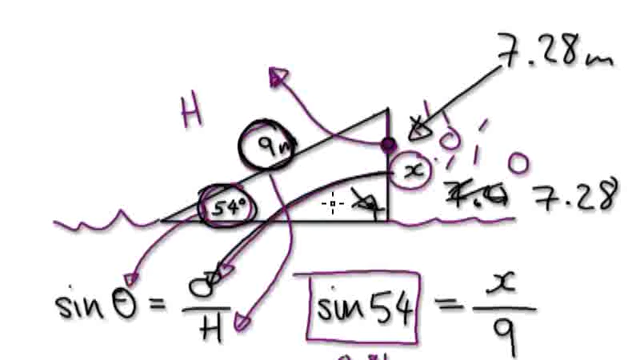 7.28m
H
9m
x
54°
7.28
sin θ = O/H
sin 54 = x/9